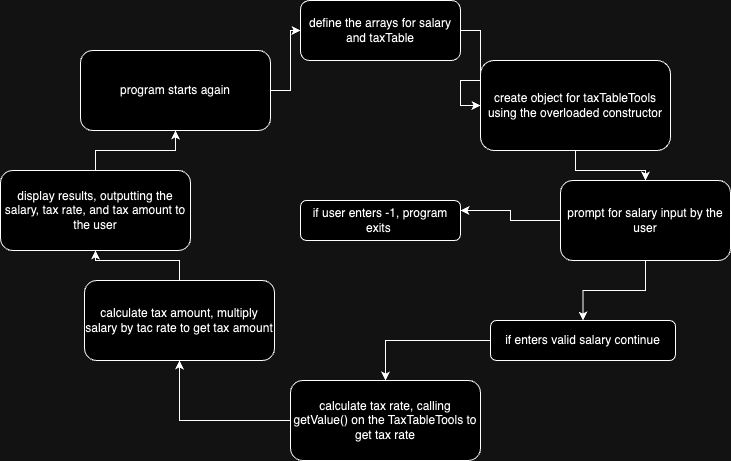 define the arrays for salary
and taxTable
program starts again
create object for taxTableTools
using the overloaded constructor
display results, outputting the
salary, tax rate, and tax amount to
the user
if user enters -1, program
exits
prompt for salary input by the
user
calculate tax amount, multiply
salary by tac rate to get tax amount
if enters valid salary continue
calculate tax rate, calling
getValue() on the TaxTableTools to
get tax rate